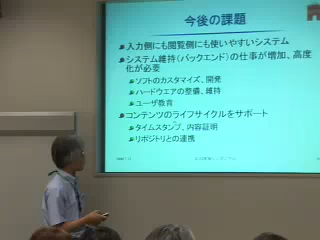 今後の課題
入力側にも閲覧側にも使いやすいシステム
システム維持(バックエンド)の仕事が増加、高度
化が必要
ソフトのカスタマイズ、開発
ハードウエアの整備、維持
ユーザ教育
コンテンツのライフサイクルをサポート
タイムスタンプ、内容証明
リポジトリとの連携